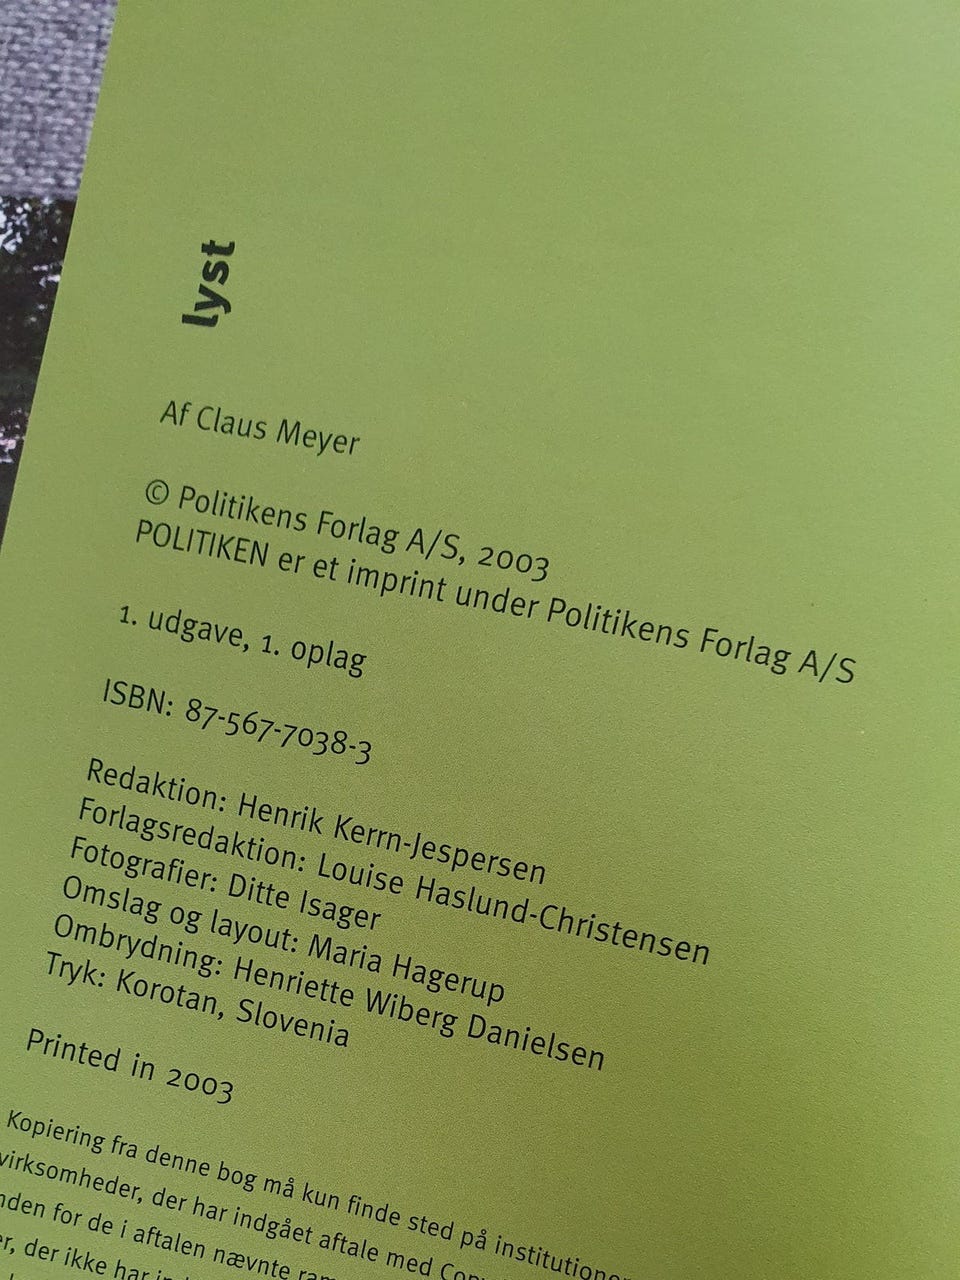 lyst
Af Claus Meyer
© Politikens Forlag A/S, 2003
POLITIKEN er et imprint under Politikens Forlag A/S
1. udgave, 1. oplag
ISBN: 87-567-7038-3
Redaktion: Henrik Kerrn-Jespersen
Forlagsredaktion: Louise Haslund-Christensen
Fotografier: Ditte Isager
Omslag og layout: Maria Hagerup
Ombrydning: Henriette Wiberg Danielsen
Tryk: Korotan, Slovenia
Printed in 2003
Kopiering fra denne bog må kun finde sted på institutioner
virksomheder, der har indgået aftale med
for de i aftalen nævnte
der ikke har